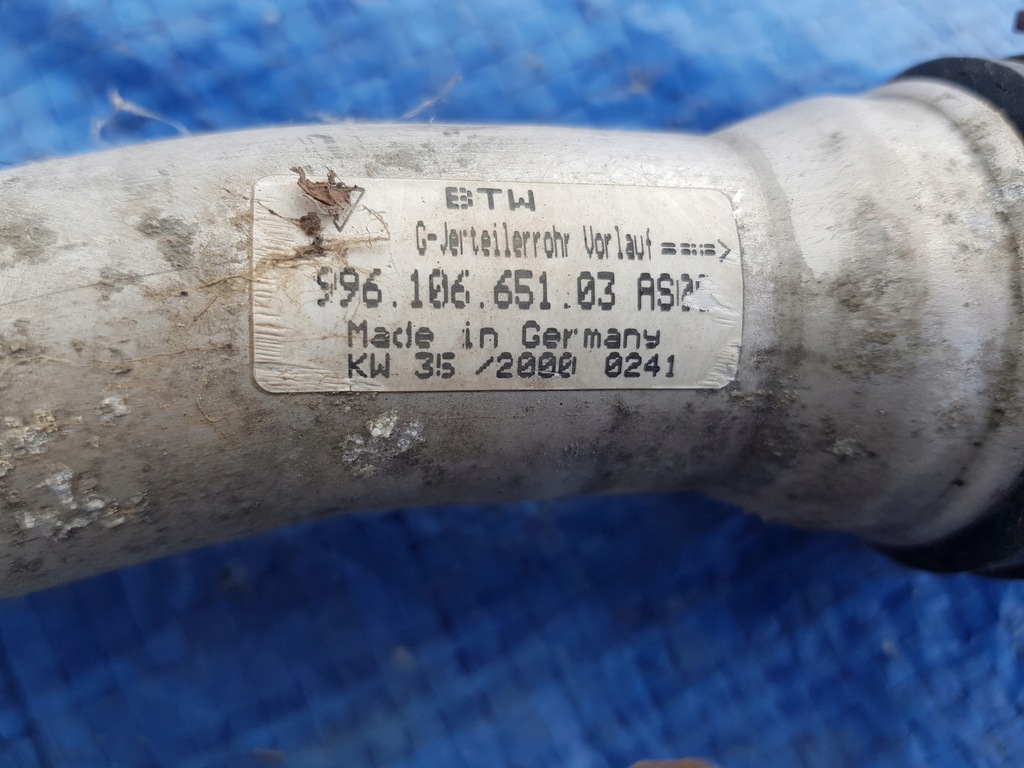 BTW
C-Verteilerrohr Vorlauf ====>
996.106.651.03
Made in Germany
KW 35 /2000 0241